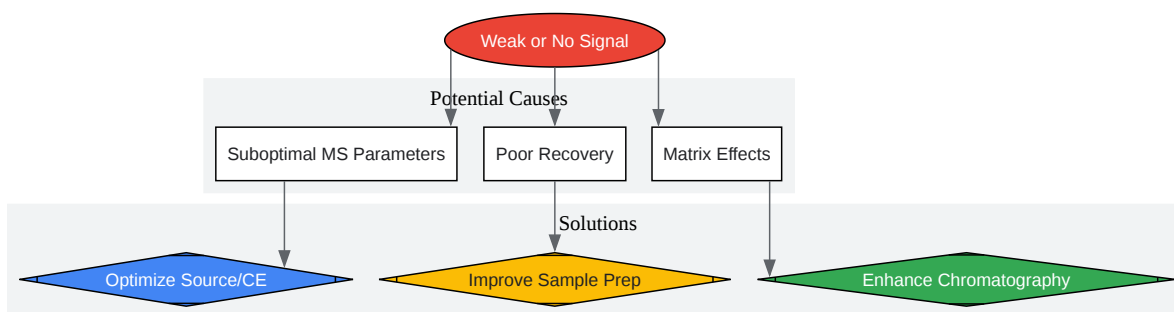 Weak or No Signal
Potential Causes
Suboptimal MS Parameters
Poor Recovery
Matrix Effects
Solutions
Optimize Source/CE
Improve Sample Prep
Enhance Chromatography